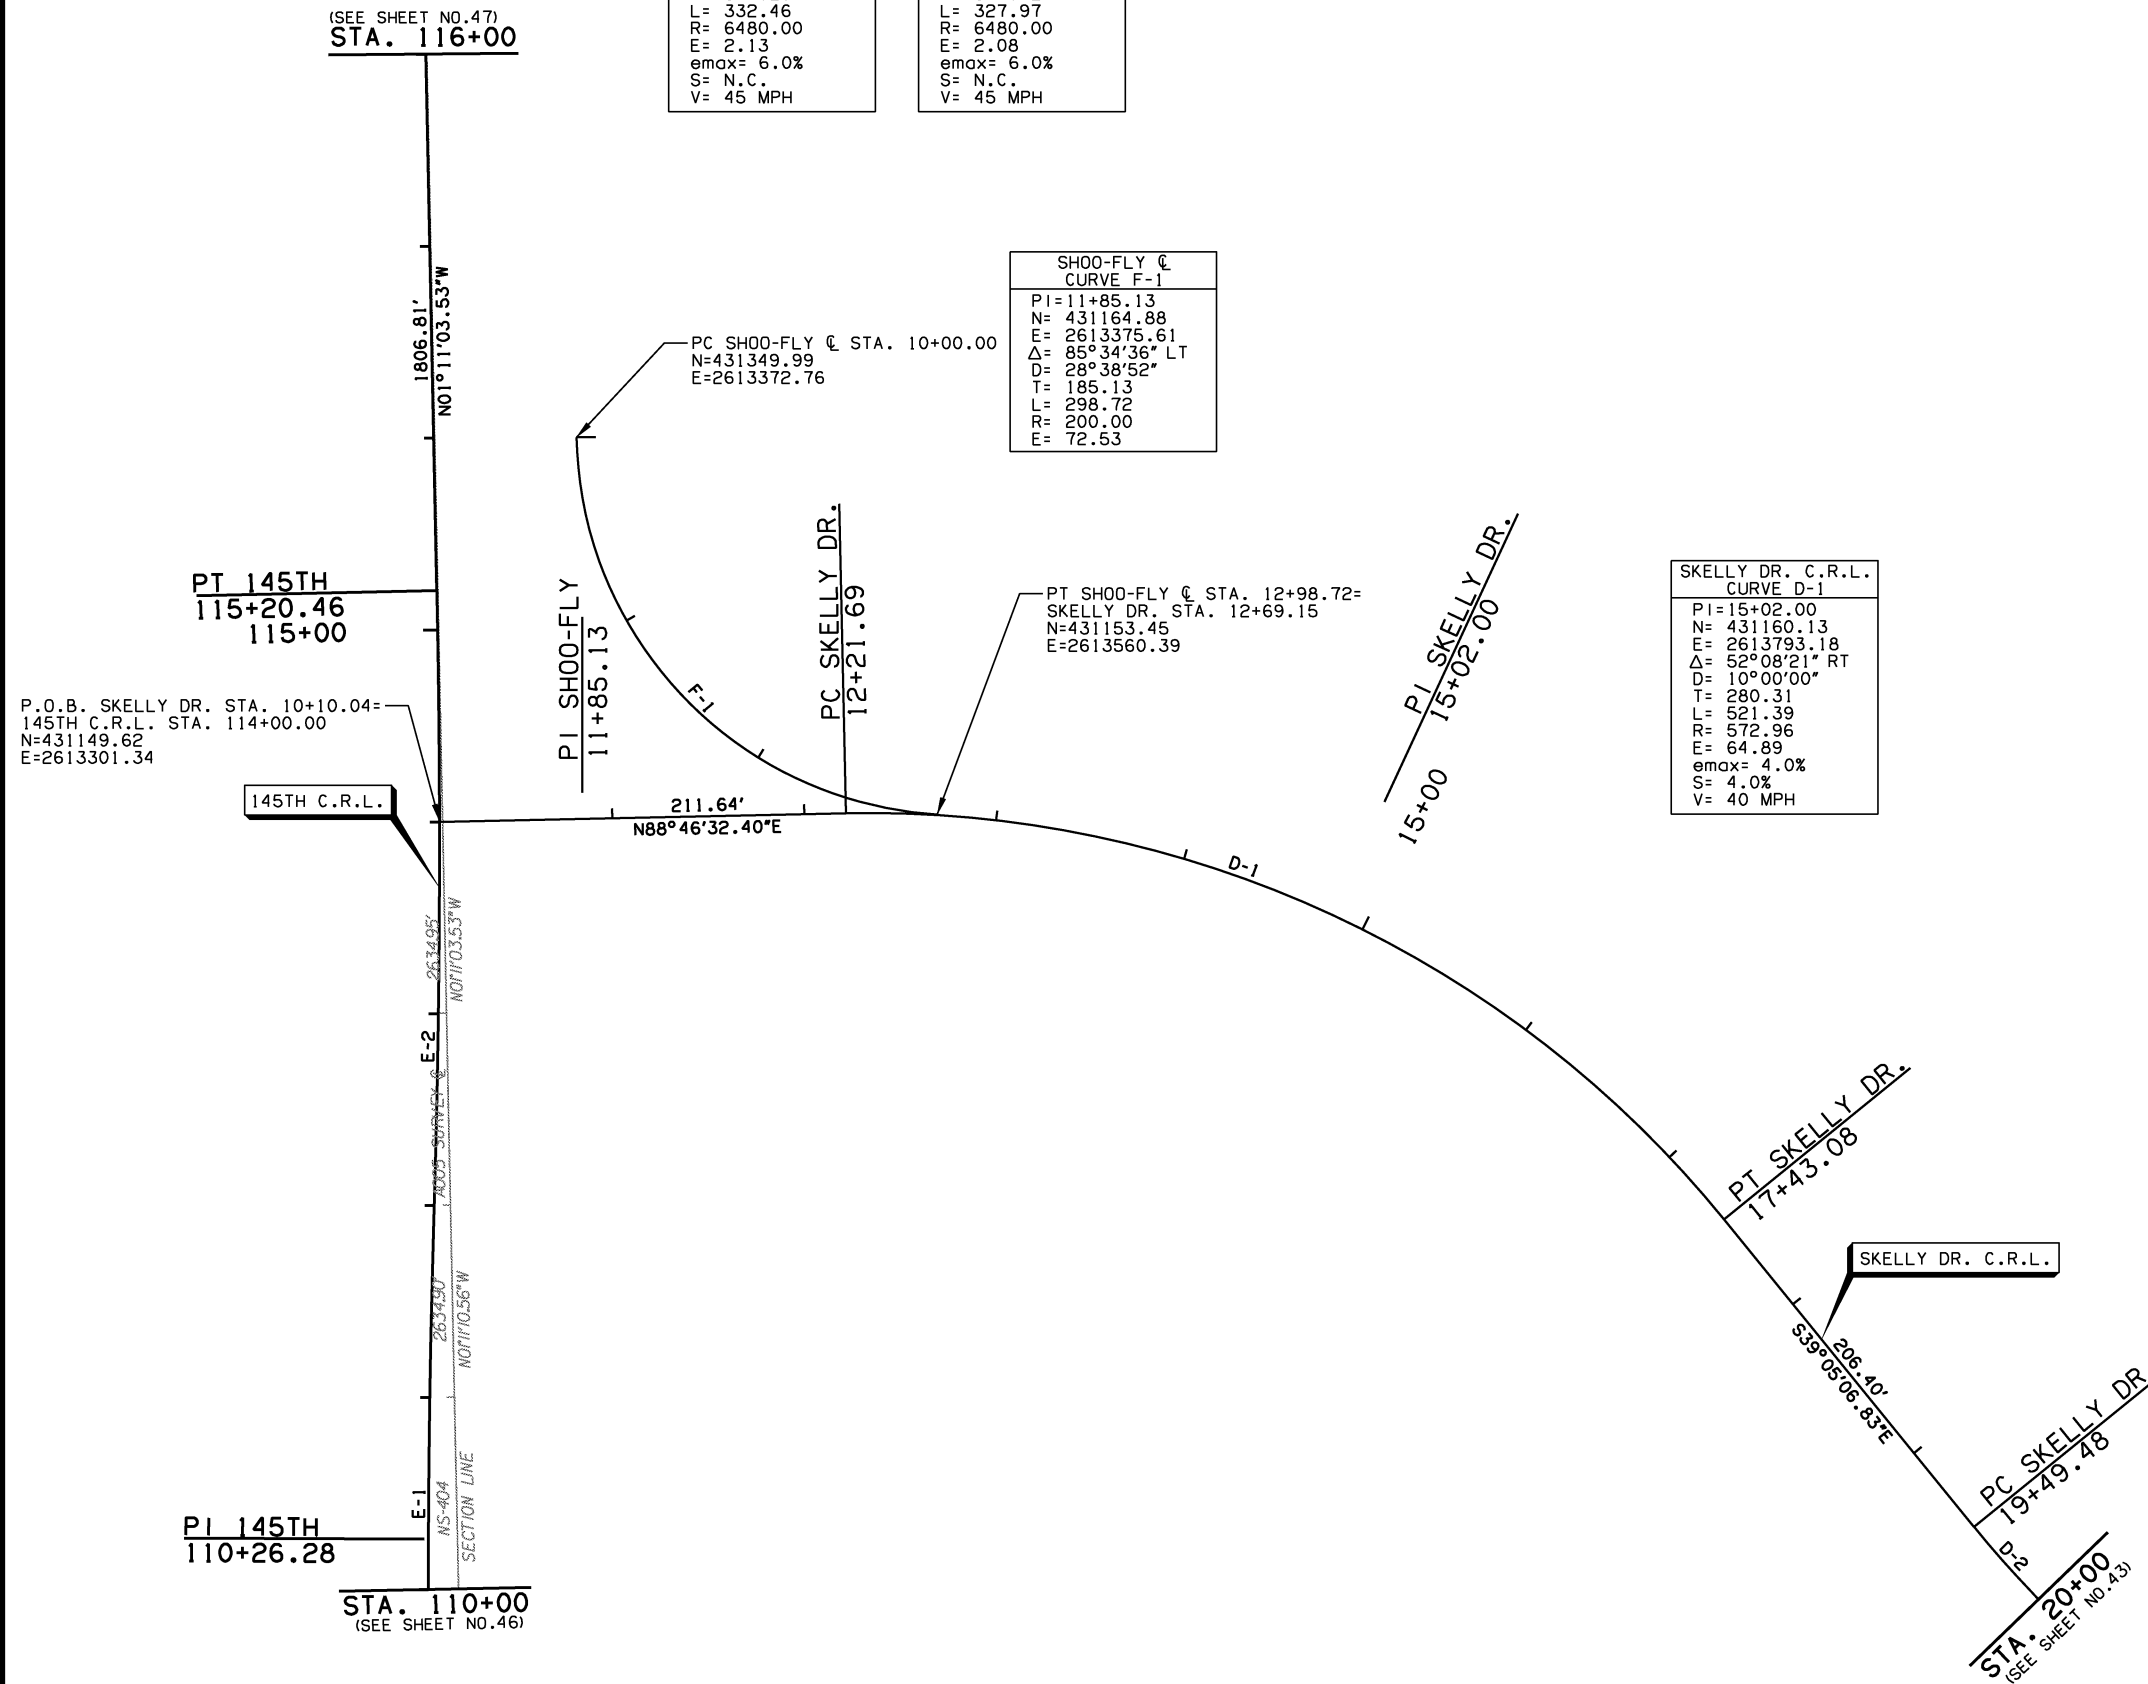 (SEE SHEET NO.47)
STA. 116+00
L= 332.46
R= 6480.00
E= 2.13
emax= 6.0%
S= N.C.
V= 45 MPH
L= 327.97
R= 6480.00
E= 2.08
emax= 6.0%
S= N.C.
V= 45 MPH
1806.81'
N01°11'03.53"W
SHOO-FLY ℄
CURVE F-1
PI=11+85.13
N= 431164.88
E= 2613375.61
Δ= 85°34'36" LT
D= 28°38'52"
T= 185.13
L= 298.72
R= 200.00
E= 72.53
PC SHOO-FLY ℄ STA. 10+00.00
N=431349.99
E=2613372.76
PT 145TH
115+20.46
115+00
PI SHOO-FLY
11+85.13
F-1
PC SKELLY DR.
12+21.69
PT SHOO-FLY ℄ STA. 12+98.72=
SKELLY DR. STA. 12+69.15
N=431153.45
E=2613560.39
PI SKELLY DR.
15+02.00
15+00
SKELLY DR. C.R.L.
CURVE D-1
PI=15+02.00
N= 431160.13
E= 2613793.18
Δ= 52°08'21" RT
D= 10°00'00"
T= 280.31
L= 521.39
R= 572.96
E= 64.89
emax= 4.0%
S= 4.0%
V= 40 MPH
P.O.B. SKELLY DR. STA. 10+10.04=
145TH C.R.L. STA. 114+00.00
N=431149.62
E=2613301.34
145TH C.R.L.
211.64'
N88°46'32.40"E
D-1
2634.95'
N01°11'03.53"W
E-2
SURVEY ℄
2634.90'
N01°11'10.56"W
PT SKELLY DR.
17+43.08
SKELLY DR. C.R.L.
206.40'
S39°05'06.83"E
PC SKELLY DR
19+49.48
D-2
E-1
NS-404
SECTION LINE
PI 145TH
110+26.28
STA. 110+00
(SEE SHEET NO.46)
STA. 20+00
(SEE SHEET NO.43)